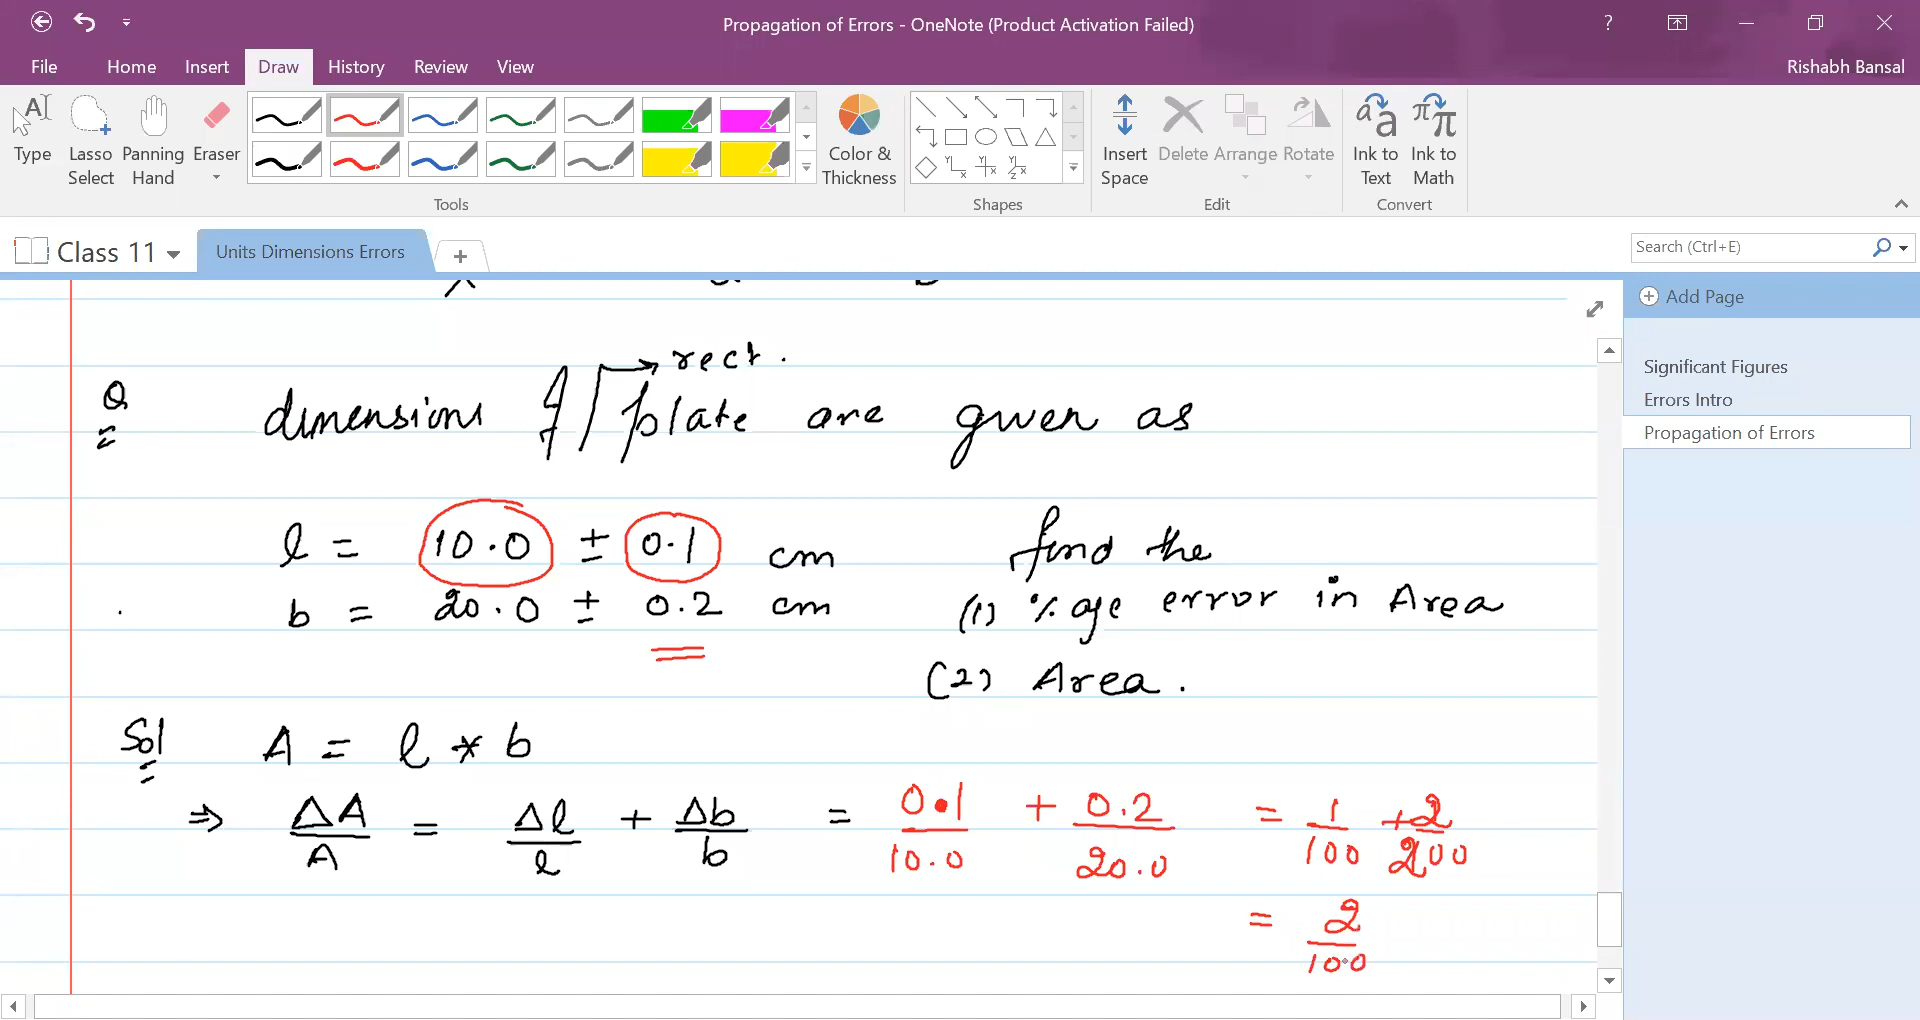 Propagation of Errors - OneNote (Product Activation Failed)
?
File Home Insert Draw History Review View
Rishabh Bansal
Type
Lasso Select
Panning Hand
Eraser
Color & Thickness
Insert Space
Delete
Arrange
Rotate
Ink to Text
Ink to Math
Tools
Shapes
Edit
Convert
Class 11
Units Dimensions Errors
Search (Ctrl+E)
Add Page
Significant Figures
Errors Intro
Propagation of Errors
→ rect.
Q dimensions of plate are given as
l = 10.0 ± 0.1 cm find the
b = 20.0 ± 0.2 cm (1) %age error in Area
(2) Area.
Sol A = l * b
⇒ ΔA/A = Δl/l + Δb/b = 0.1/10.0 + 0.2/20.0 = 1/100 + 2/200
= 2/100